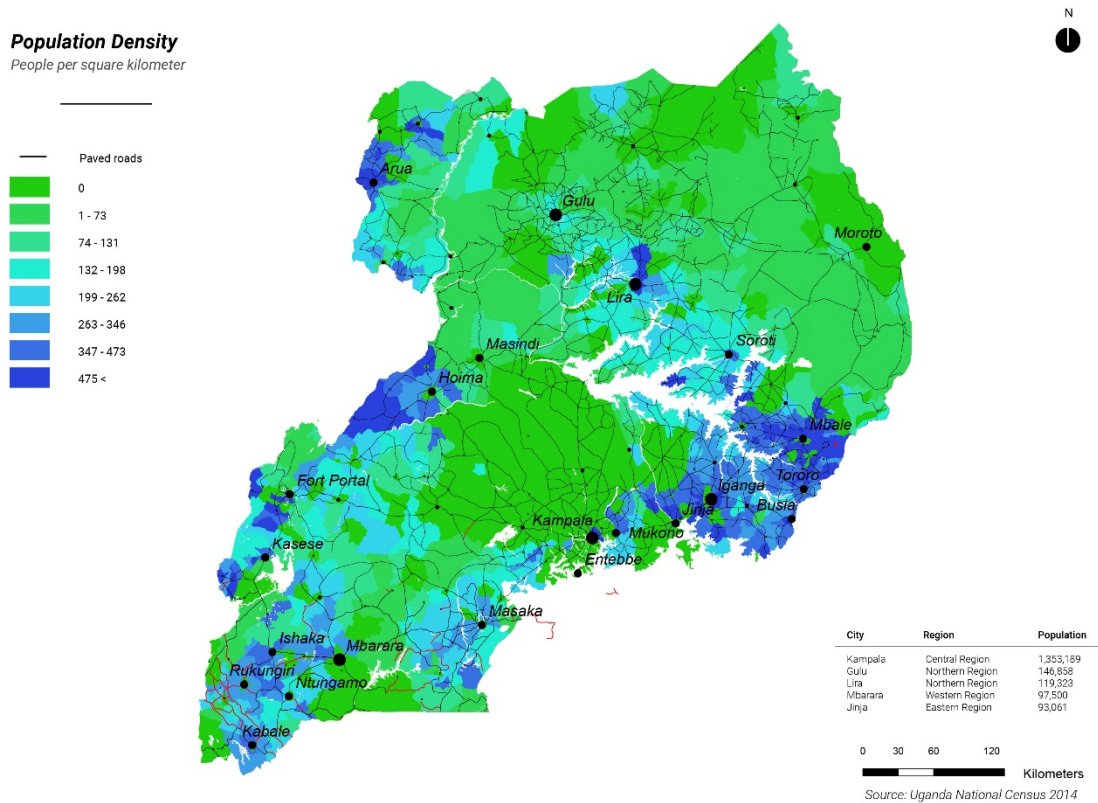 Population Density
People per square kilometer
N
Paved roads
0
1 - 73
74 - 131
132 - 198
199 - 262
263 - 346
347 - 473
475 <
Arua
Gulu
Moroto
Lira
Masindi
Soroti
Hoima
Mbale
Fort Portal
Tororo
Iganga
Busia
Jinja
Kampala
Mukono
Kasese
Entebbe
Masaka
Ishaka
Mbarara
Rukungiri
Ntungamo
Kabale
City Region Population
Kampala Central Region 1,353,189
Gulu Northern Region 146,858
Lira Northern Region 119,323
Mbarara Western Region 97,500
Jinja Eastern Region 93,061
0 30 60 120
Kilometers
Source: Uganda National Census 2014